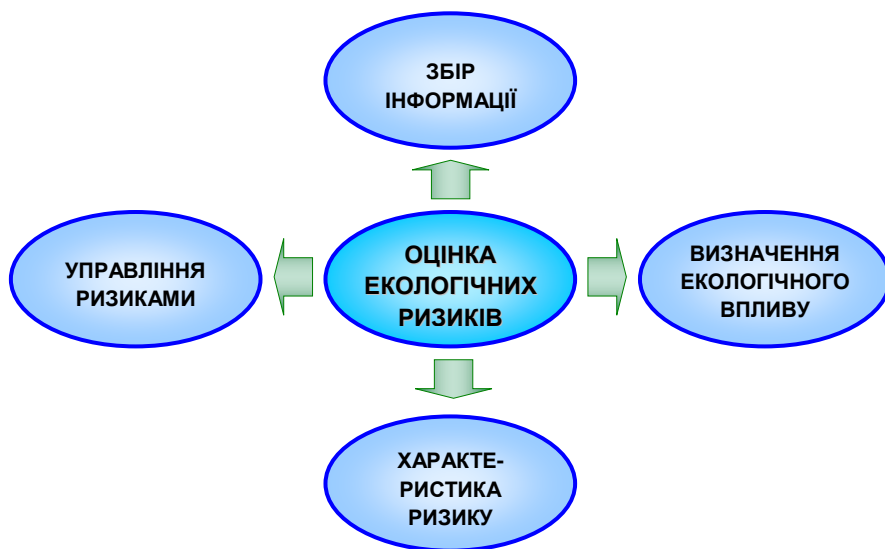 ЗБІР
ІНФОРМАЦІЇ
УПРАВЛІННЯ
РИЗИКАМИ
ОЦІНКА
ЕКОЛОГІЧНИХ
РИЗИКІВ
ВИЗНАЧЕННЯ
ЕКОЛОГІЧНОГО
ВПЛИВУ
ХАРАКТЕ-
РИСТИКА
РИЗИКУ